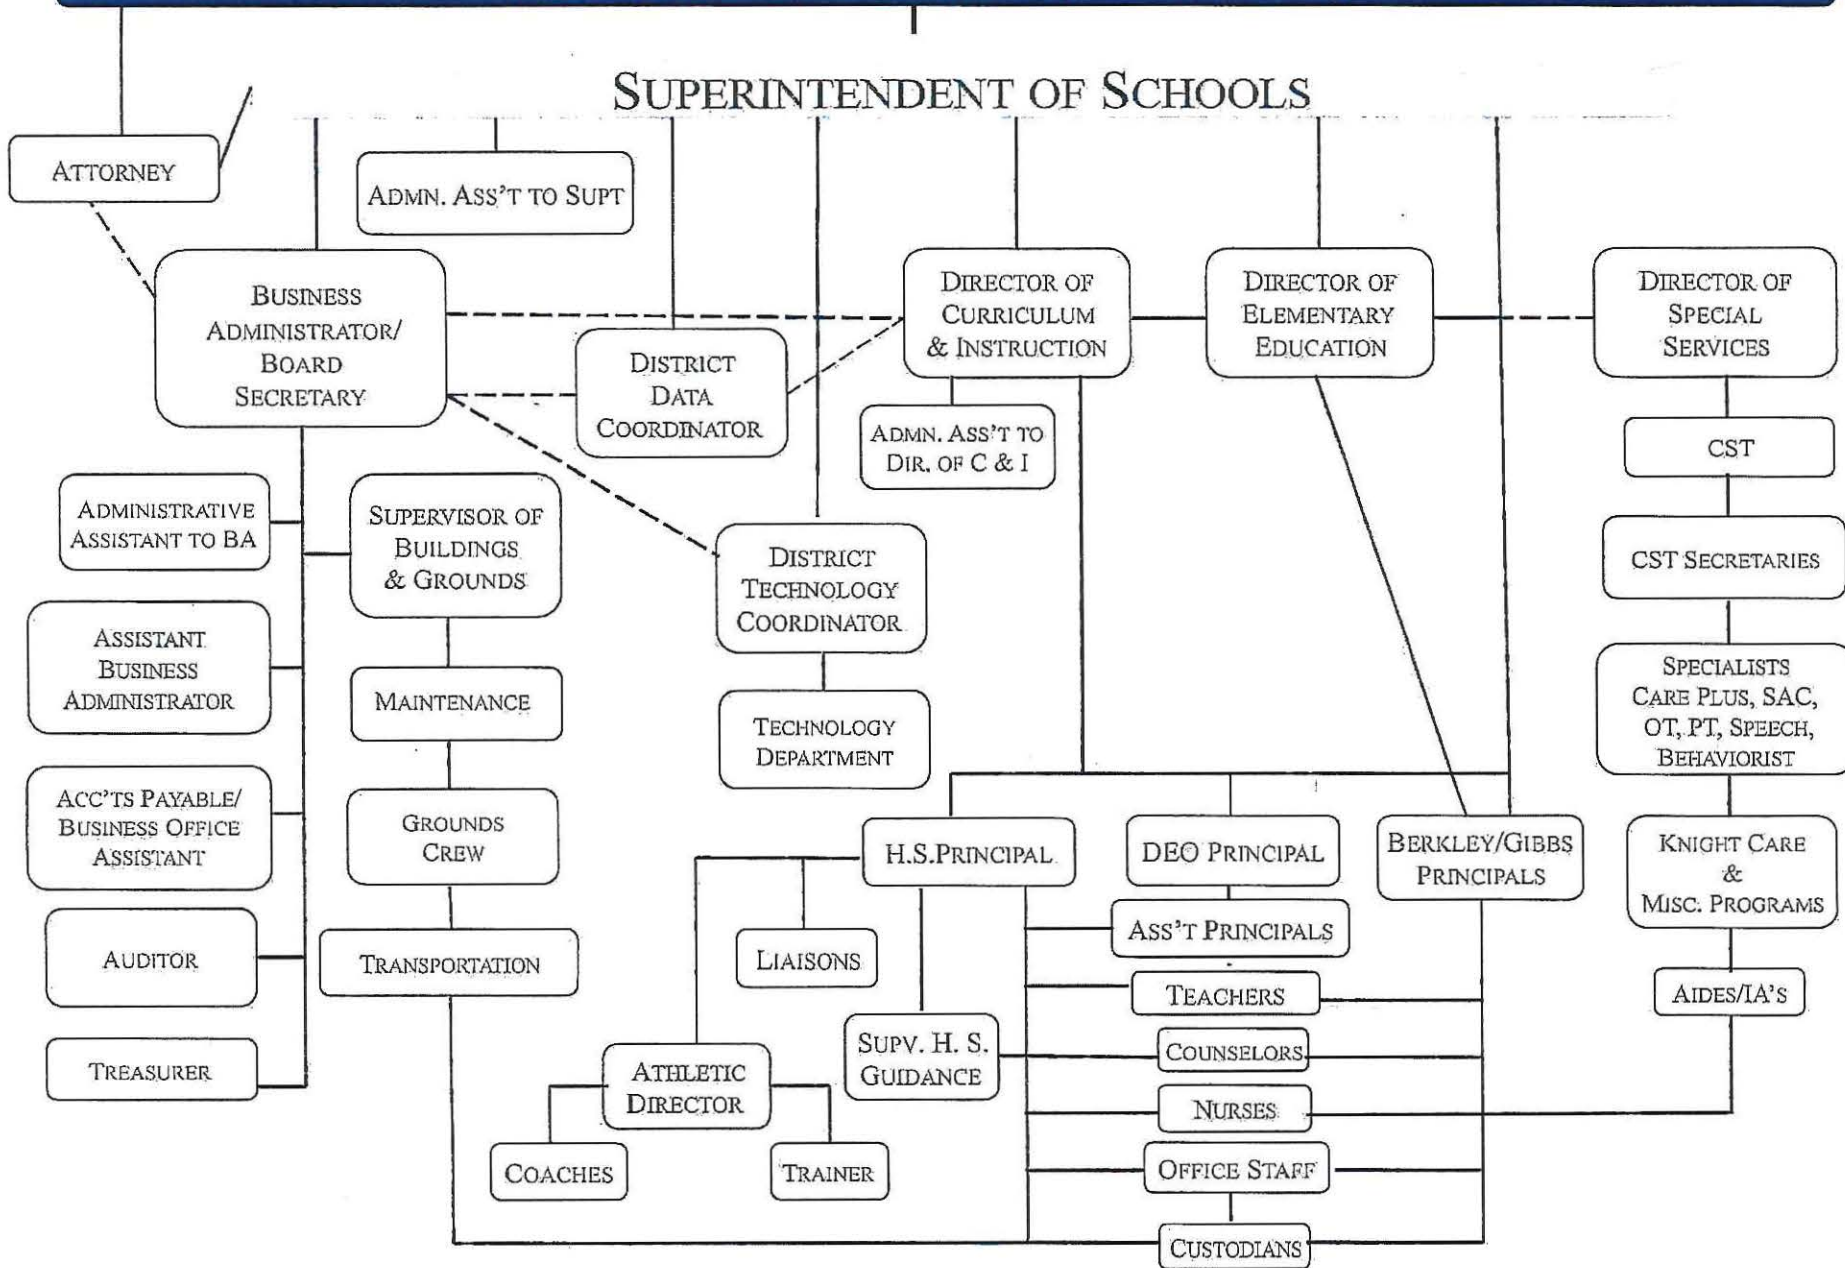 SUPERINTENDENT OF SCHOOLS
ATTORNEY
ADMN. ASS'T TO SUPT
BUSINESS
ADMINISTRATOR/
BOARD
SECRETARY
DISTRICT
DATA
COORDINATOR
DIRECTOR OF
CURRICULUM
& INSTRUCTION
DIRECTOR OF
ELEMENTARY
EDUCATION
DIRECTOR OF
SPECIAL
SERVICES
ADMN. ASS'T TO
DIR. OF C & I
CST
ADMINISTRATIVE
ASSISTANT TO BA
SUPERVISOR OF
BUILDINGS
& GROUNDS
DISTRICT
TECHNOLOGY
COORDINATOR
CST SECRETARIES
ASSISTANT
BUSINESS
ADMINISTRATOR
MAINTENANCE
TECHNOLOGY
DEPARTMENT
SPECIALISTS
CARE PLUS, SAC,
OT, PT, SPEECH,
BEHAVIORIST
ACC'TS PAYABLE/
BUSINESS OFFICE
ASSISTANT
GROUNDS
CREW
H.S.PRINCIPAL
DEO PRINCIPAL
BERKLEY/GIBBS
PRINCIPALS
KNIGHT CARE
&
MISC. PROGRAMS
AUDITOR
TRANSPORTATION
LIAISONS
ASS'T PRINCIPALS
TEACHERS
AIDES/IA'S
TREASURER
ATHLETIC
DIRECTOR
SUPV. H. S.
GUIDANCE
COUNSELORS
NURSES
COACHES
TRAINER
OFFICE STAFF
CUSTODIANS